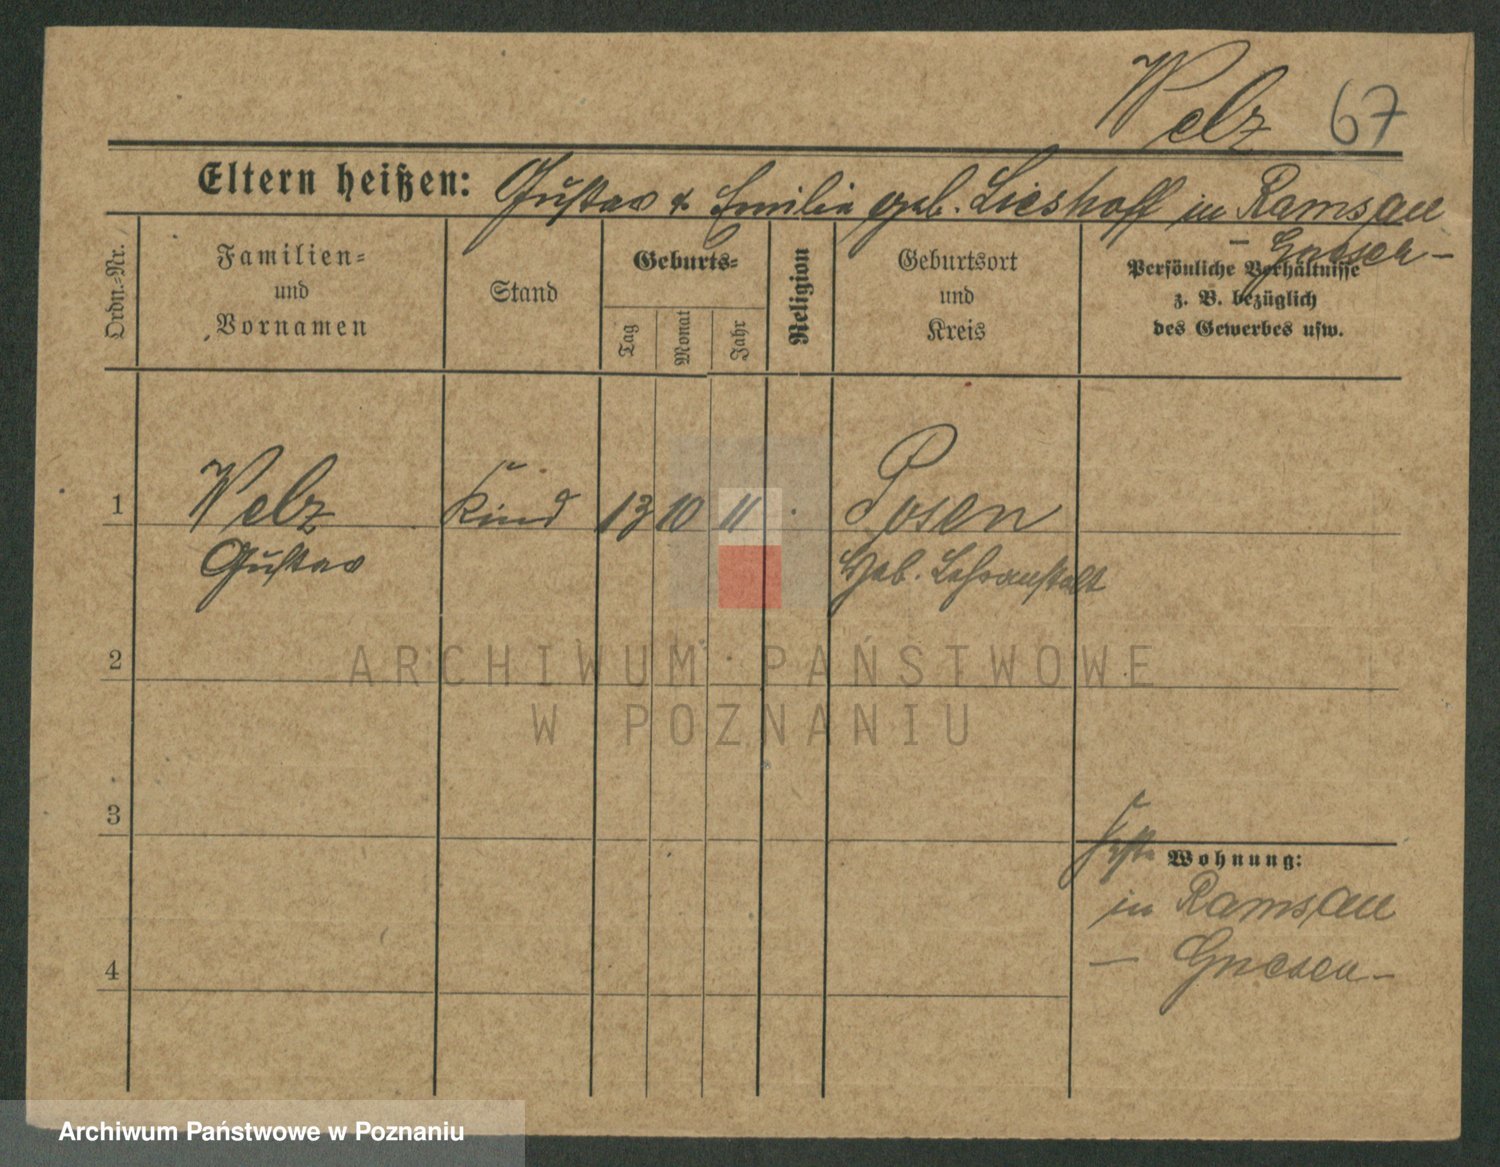 Welz 67
Eltern heißen: Gustav & Emilie geb. Lieshoff in Ramsau
– Gnesen –
Ordn.-Nr.
Familien-
und
Vornamen
Stand
Geburts-
Tag
Monat
Jahr
Religion
Geburtsort
und
Kreis
Persönliche Verhältnisse
z. B. bezüglich
des Gewerbes usw.
1 Welz Kind 13 10 11 Posen
Gustav Heb. Lehranstalt
2
ARCHIWUM PAŃSTWOWE
W POZNANIU
3
Wohnung:
in Ramsau
– Gnesen –
4
Archiwum Państwowe w Poznaniu